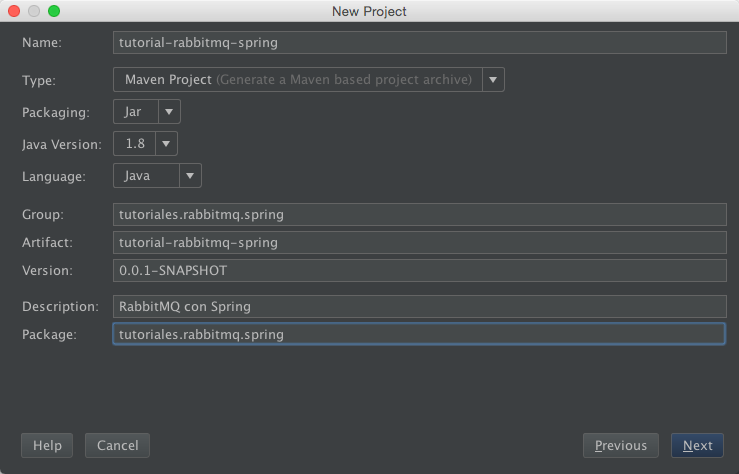 New Project
Name: tutorial-rabbitmq-spring
Type: Maven Project (Generate a Maven based project archive)
Packaging: Jar
Java Version: 1.8
Language: Java
Group: tutoriales.rabbitmq.spring
Artifact: tutorial-rabbitmq-spring
Version: 0.0.1-SNAPSHOT
Description: RabbitMQ con Spring
Package: tutoriales.rabbitmq.spring
Help Cancel Previous Next